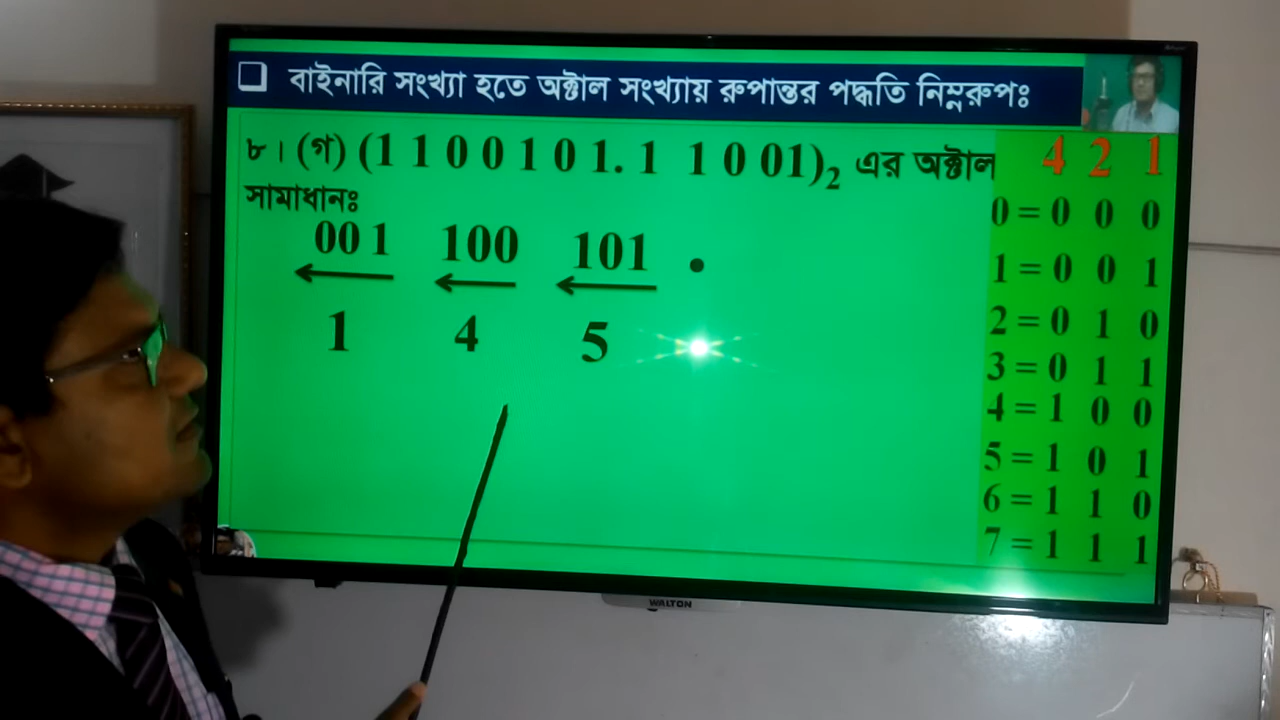 ❑ বাইনারি সংখ্যা হতে অক্টাল সংখ্যায় রুপান্তর পদ্ধতি নিম্নরুপঃ
৮। (গ) (1 1 0 0 1 0 1. 1 1 0 01)2 এর অক্টাল
সামাধানঃ
00 1 100 101 .
1 4 5
4 2 1
0 = 0 0 0
1 = 0 0 1
2 = 0 1 0
3 = 0 1 1
4 = 1 0 0
5 = 1 0 1
6 = 1 1 0
7 = 1 1 1
WALTON